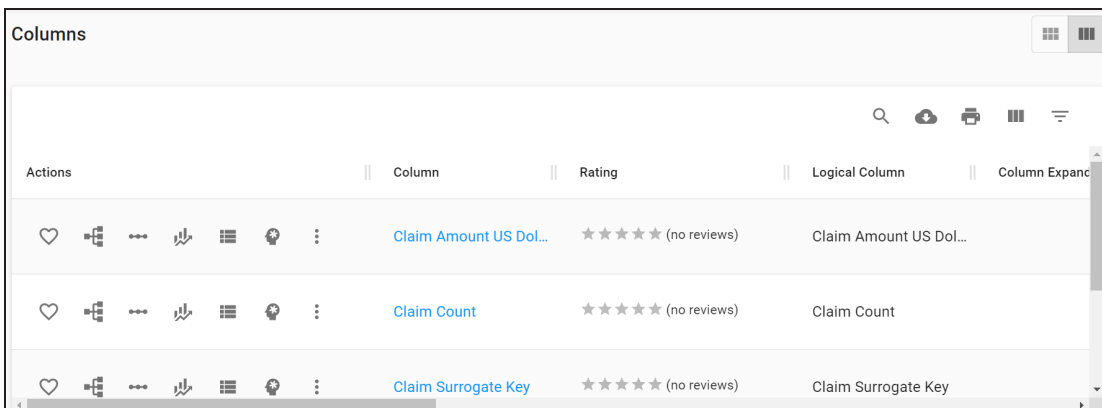 Columns
Actions Column Rating Logical Column Column Expand
Claim Amount US Dol... (no reviews) Claim Amount US Dol...
Claim Count (no reviews) Claim Count
Claim Surrogate Key (no reviews) Claim Surrogate Key